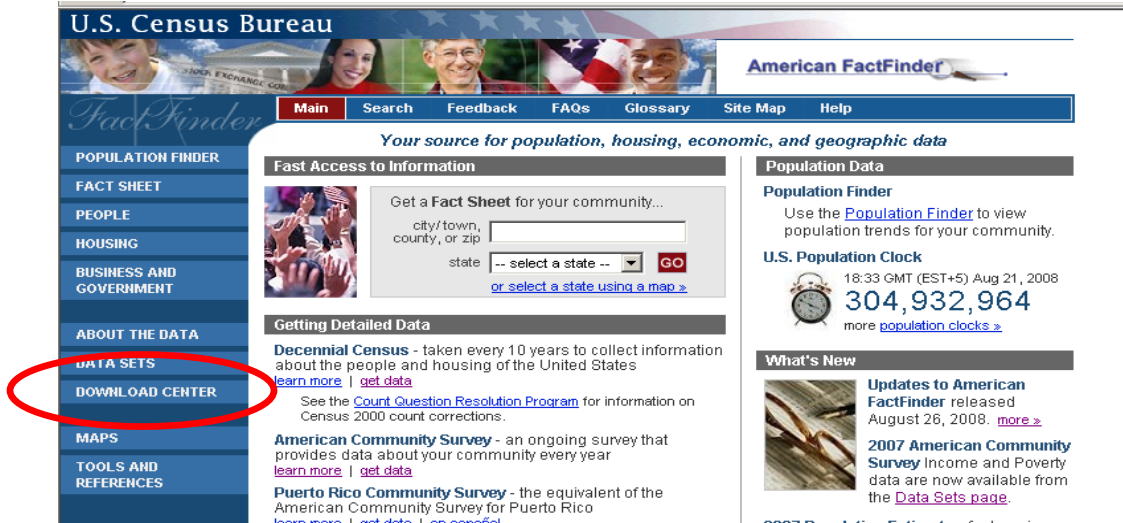 U.S. Census Bureau
STOCK EXCHANGE
American FactFinder
FactFinder
Main Search Feedback FAQs Glossary Site Map Help
Your source for population, housing, economic, and geographic data
POPULATION FINDER
FACT SHEET
PEOPLE
HOUSING
BUSINESS AND
GOVERNMENT
ABOUT THE DATA
DATA SETS
DOWNLOAD CENTER
MAPS
TOOLS AND
REFERENCES
Fast Access to Information
Get a Fact Sheet for your community...
city/town,
county, or zip
state -- select a state -- GO
or select a state using a map »
Getting Detailed Data
Decennial Census - taken every 10 years to collect information
about the people and housing of the United States
learn more | get data
See the Count Question Resolution Program for information on
Census 2000 count corrections.
American Community Survey - an ongoing survey that
provides data about your community every year
learn more | get data
Puerto Rico Community Survey - the equivalent of the
American Community Survey for Puerto Rico
learn more | get data | en español
Population Data
Population Finder
Use the Population Finder to view
population trends for your community.
U.S. Population Clock
18:33 GMT (EST+5) Aug 21, 2008
304,932,964
more population clocks »
What's New
Updates to American
FactFinder released
August 26, 2008. more »
2007 American Community
Survey Income and Poverty
data are now available from
the Data Sets page.